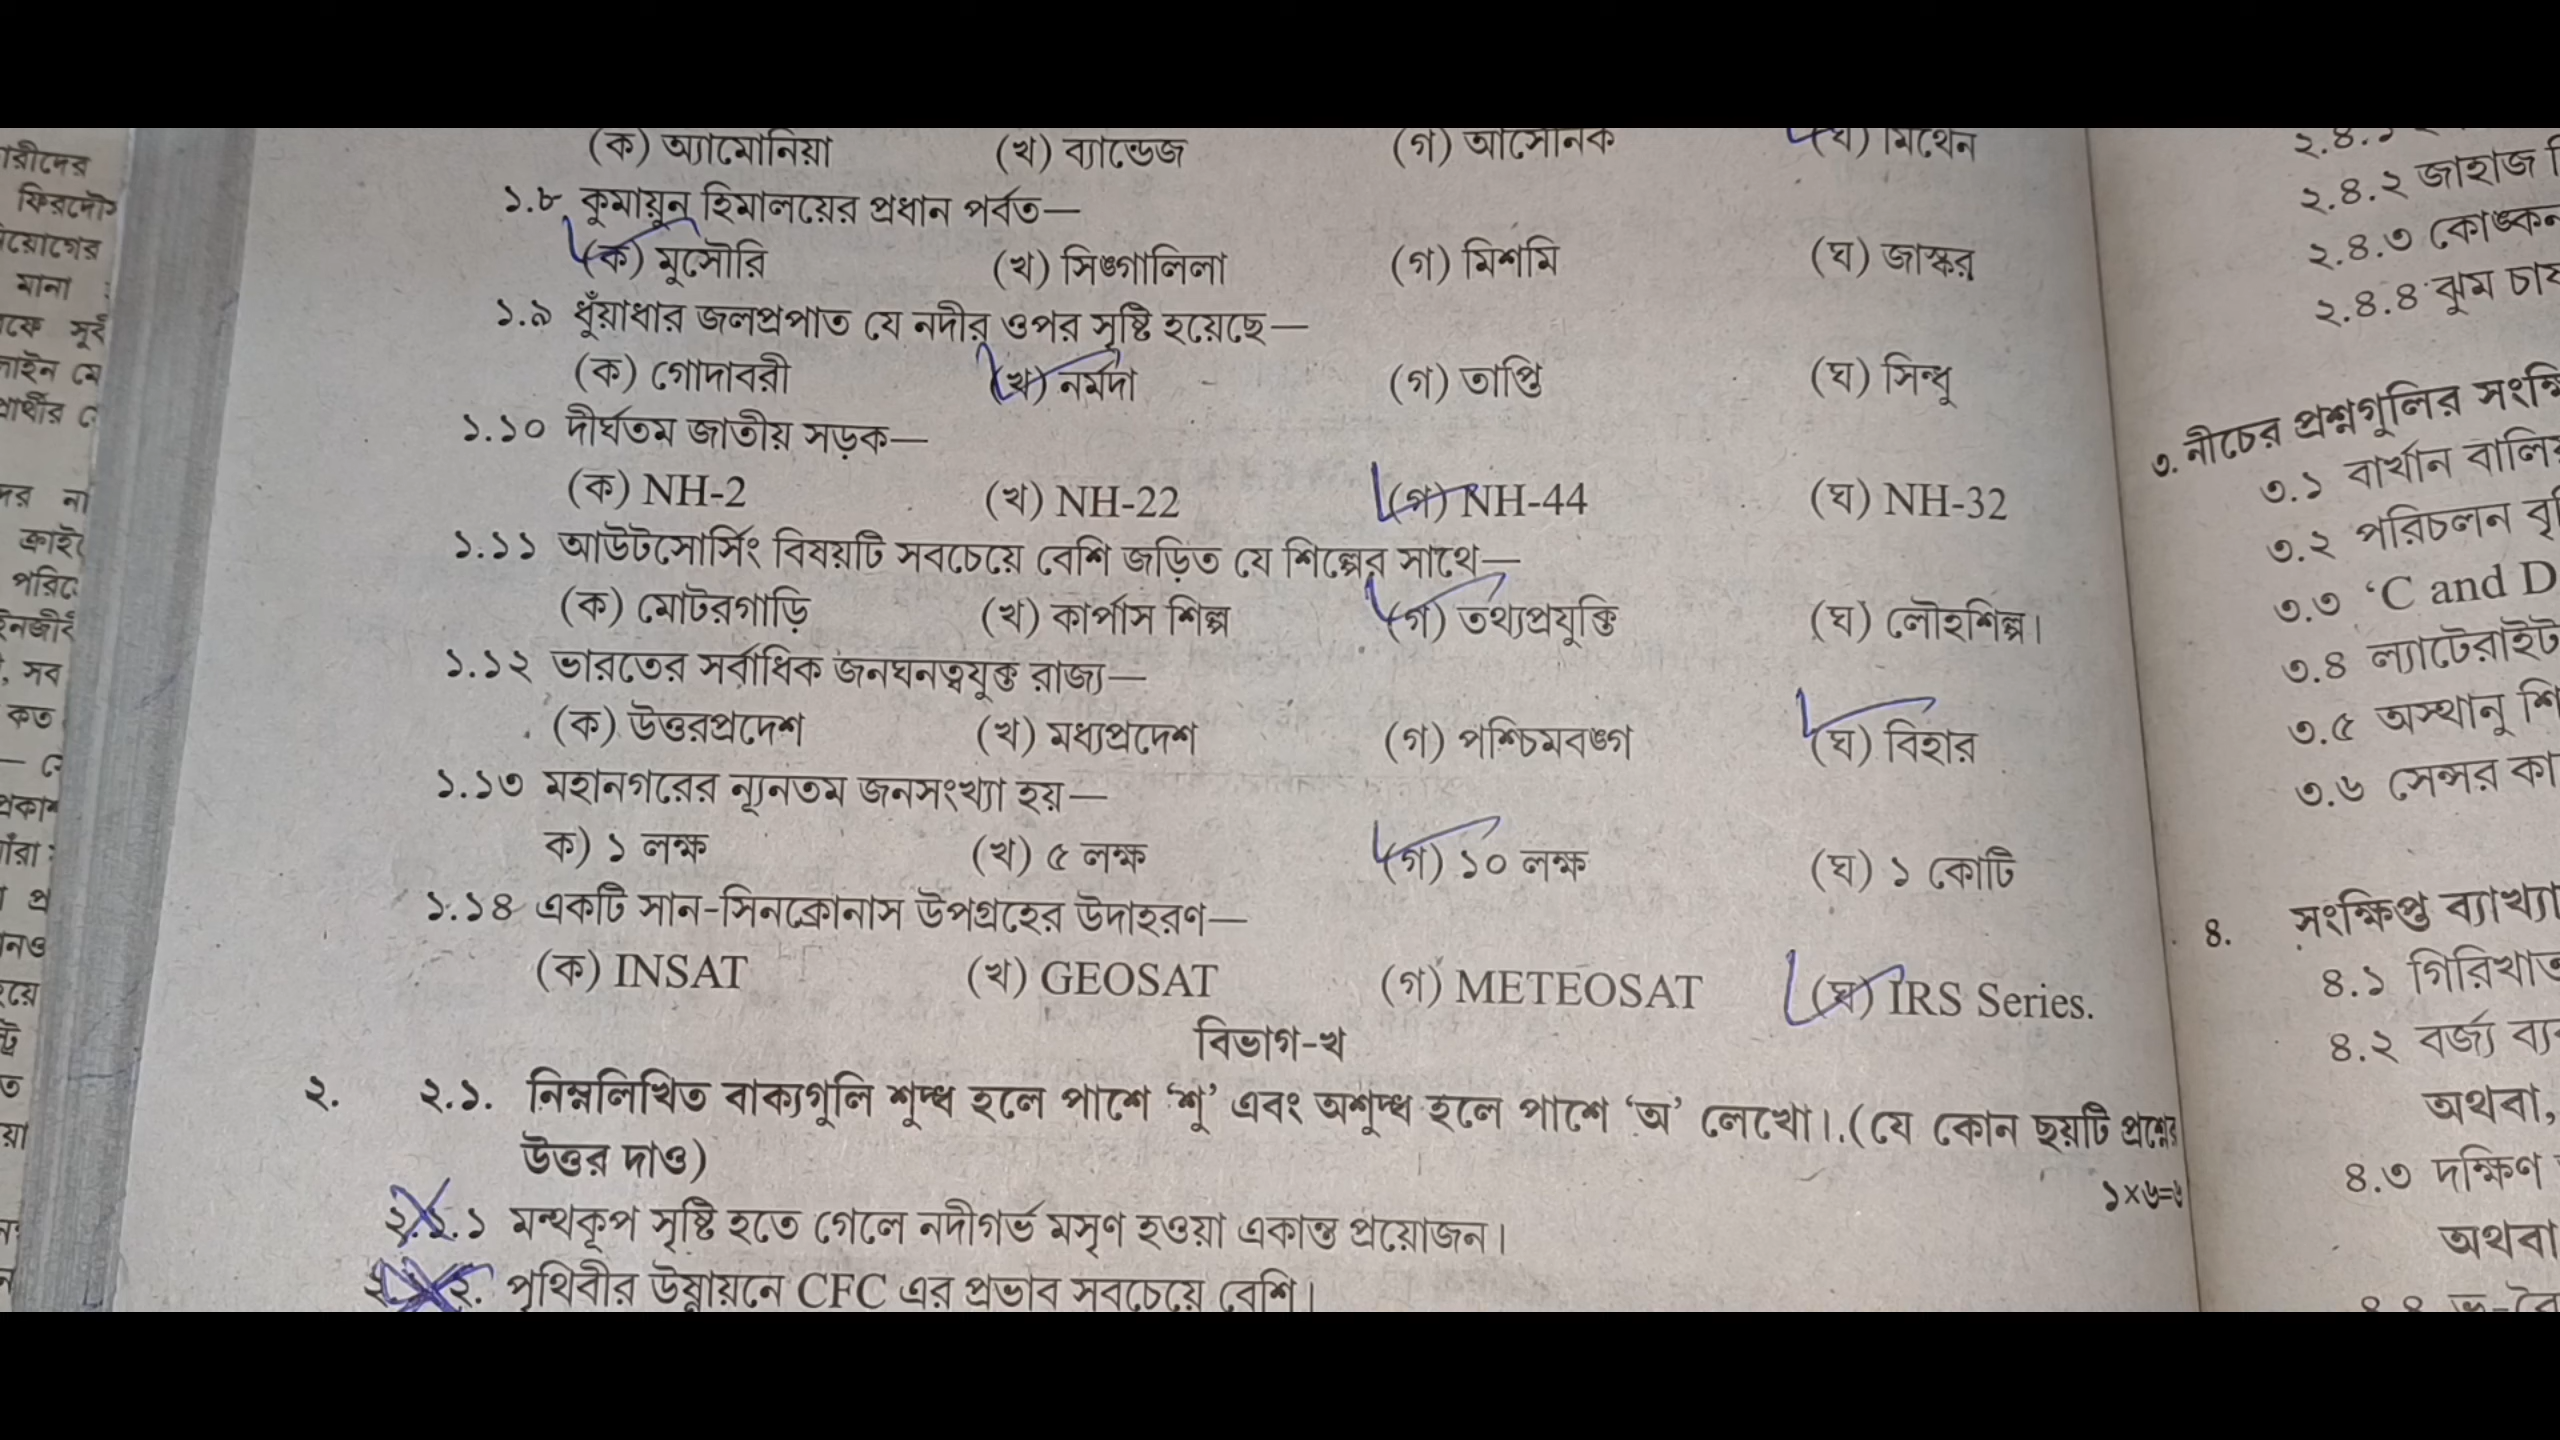 (ক) অ্যামোনিয়া (খ) ব্যান্ডেজ (গ) আর্সেনিক (ঘ) মিথেন
১.৮ কুমায়ুন হিমালয়ের প্রধান পর্বত—
(ক) মুসৌরি (খ) সিঙ্গালিলা (গ) মিশমি (ঘ) জাস্কর
১.৯ ধুঁয়াধার জলপ্রপাত যে নদীর ওপর সৃষ্টি হয়েছে—
(ক) গোদাবরী (খ) নর্মদা (গ) তাপ্তি (ঘ) সিন্ধু
১.১০ দীর্ঘতম জাতীয় সড়ক—
(ক) NH-2 (খ) NH-22 (গ) NH-44 (ঘ) NH-32
১.১১ আউটসোর্সিং বিষয়টি সবচেয়ে বেশি জড়িত যে শিল্পের সাথে—
(ক) মোটরগাড়ি (খ) কার্পাস শিল্প (গ) তথ্যপ্রযুক্তি (ঘ) লৌহশিল্প।
১.১২ ভারতের সর্বাধিক জনঘনত্বযুক্ত রাজ্য—
(ক) উত্তরপ্রদেশ (খ) মধ্যপ্রদেশ (গ) পশ্চিমবঙ্গ (ঘ) বিহার
১.১৩ মহানগরের ন্যূনতম জনসংখ্যা হয়—
ক) ১ লক্ষ (খ) ৫ লক্ষ (গ) ১০ লক্ষ (ঘ) ১ কোটি
১.১৪ একটি সান-সিনক্রোনাস উপগ্রহের উদাহরণ—
(ক) INSAT (খ) GEOSAT (গ) METEOSAT (ঘ) IRS Series.
বিভাগ-খ
২. ২.১. নিম্নলিখিত বাক্যগুলি শুদ্ধ হলে পাশে ‘শু’ এবং অশুদ্ধ হলে পাশে ‘অ’ লেখো।.(যে কোন ছয়টি প্রশ্নের
উত্তর দাও)
১×৬=৬
২.১.১ মন্থকূপ সৃষ্টি হতে গেলে নদীগর্ভ মসৃণ হওয়া একান্ত প্রয়োজন।
পৃথিবীর উষ্ণায়নে CFC এর প্রভাব সবচেয়ে বেশি।
২.৪.২ জাহাজ
২.৪.৩
২.৪.৪ ঝুম
৩. নীচের প্রশ্নগুলির
৩.১ বার্খান
৩.২ পরিচলন
৩.৩ ‘C and D
৩.৪ ল্যাটেরাইট
৩.৫ অস্থানু
৩.৬ সেন্সর
৪. সংক্ষিপ্ত ব্যাখ্যা
৪.১
৪.২ বর্জ্য
অথবা,
৪.৩ দক্ষিণ
অথবা